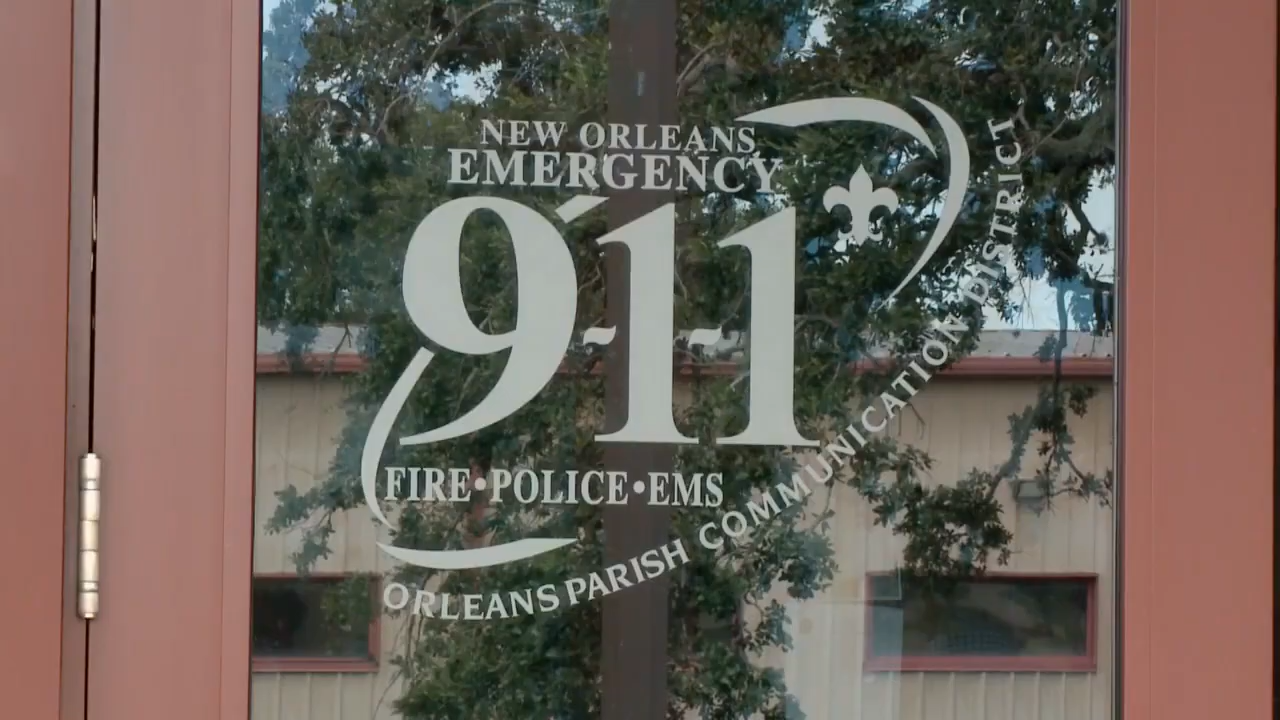 NEW ORLEANS
EMERGENCY
9-1-1
FIRE•POLICE•EMS
ORLEANS PARISH COMMUNICATION DISTRICT